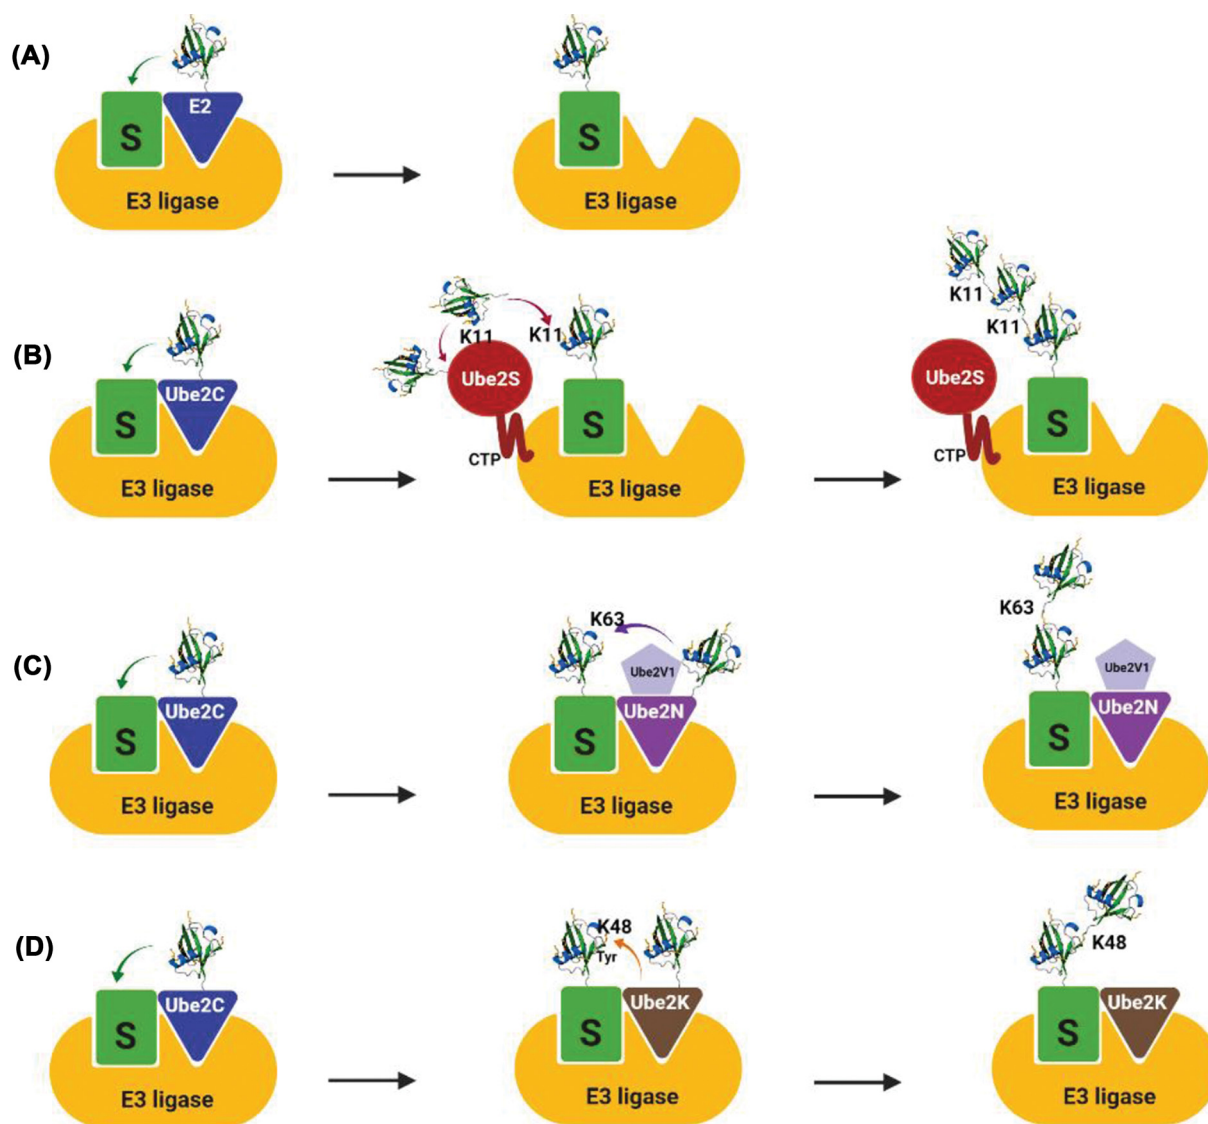 (A)
E2
S
E3 ligase
S
E3 ligase
(B)
Ube2C
S
E3 ligase
K11
K11
Ube2S
CTP
S
E3 ligase
K11
K11
Ube2S
CTP
S
E3 ligase
(C)
Ube2C
S
E3 ligase
K63
Ube2V1
Ube2N
S
E3 ligase
K63
Ube2V1
Ube2N
S
E3 ligase
(D)
Ube2C
S
E3 ligase
K48
Tyr
Ube2K
S
E3 ligase
K48
Ube2K
S
E3 ligase